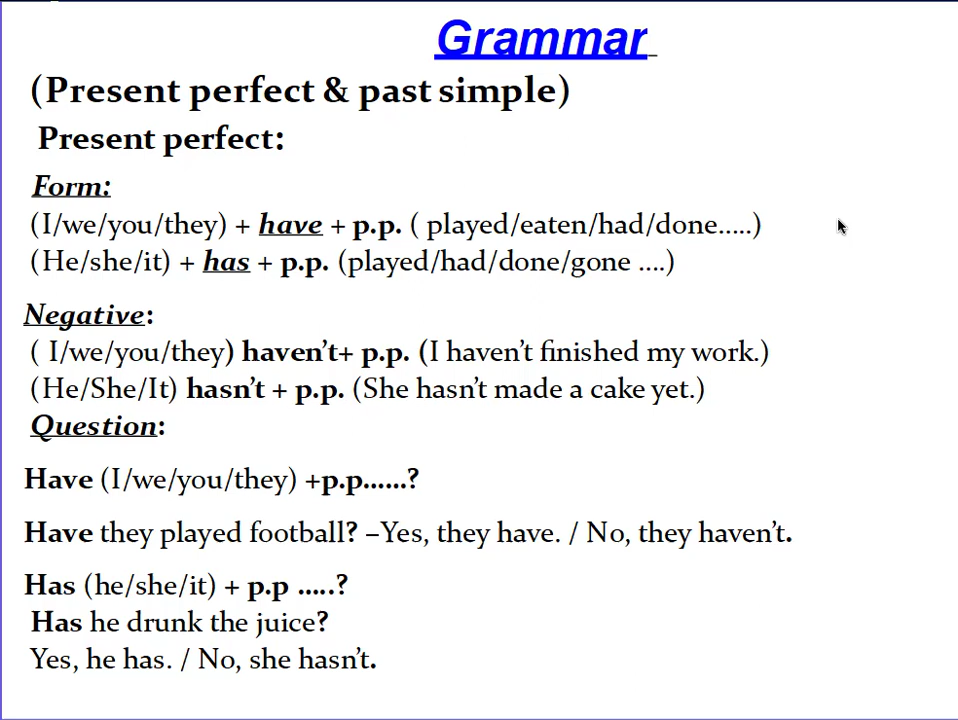 Grammar
(Present perfect & past simple)
Present perfect:
Form:
(I/we/you/they) + have + p.p. ( played/eaten/had/done.....)
(He/she/it) + has + p.p. (played/had/done/gone ....)
Negative:
( I/we/you/they) haven't+ p.p. (I haven't finished my work.)
(He/She/It) hasn't + p.p. (She hasn't made a cake yet.)
Question:
Have (I/we/you/they) +p.p......?
Have they played football? –Yes, they have. / No, they haven't.
Has (he/she/it) + p.p .....?
Has he drunk the juice?
Yes, he has. / No, she hasn't.